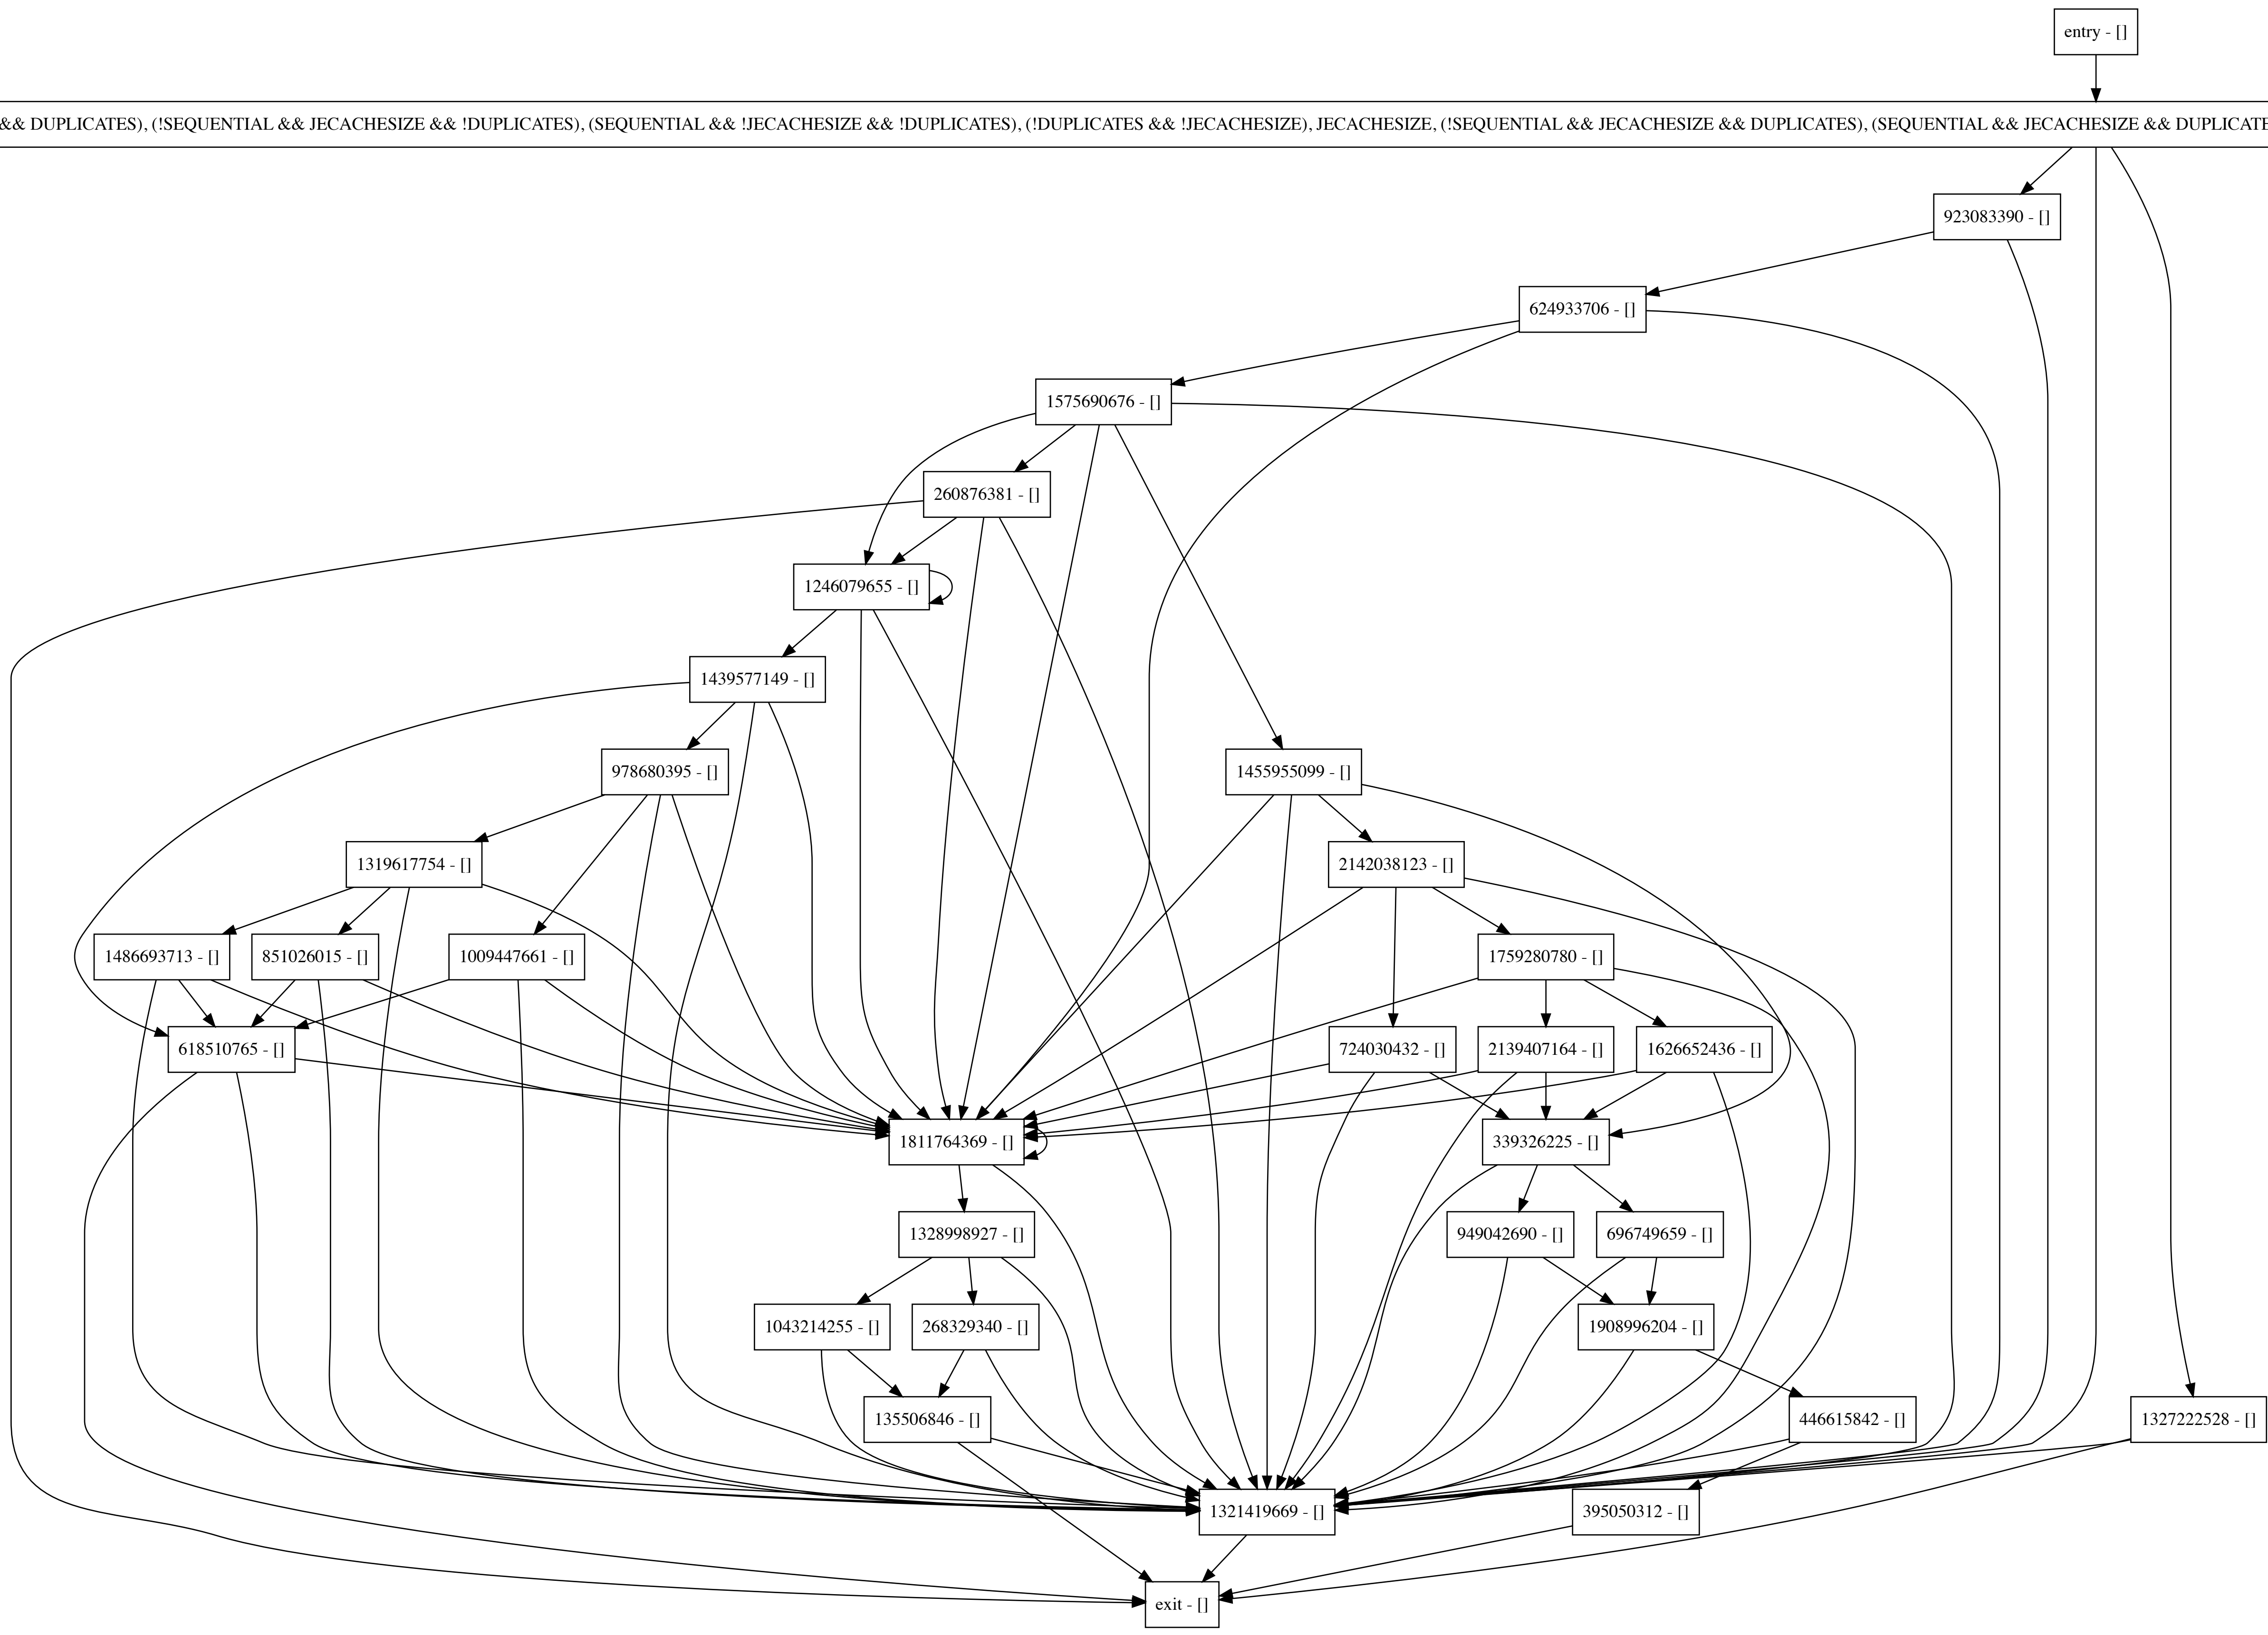 entry - []
&& DUPLICATES), (!SEQUENTIAL && JECACHESIZE && !DUPLICATES), (SEQUENTIAL && !JECACHESIZE && !DUPLICATES), (!DUPLICATES && !JECACHESIZE), JECACHESIZE, (!SEQUENTIAL && JECACHESIZE && DUPLICATES), (SEQUENTIAL && JECACHESIZE && DUPLICATE
923083390 - []
624933706 - []
1575690676 - []
260876381 - []
1246079655 - []
1439577149 - []
978680395 - []
1455955099 - []
1319617754 - []
2142038123 - []
1486693713 - []
851026015 - []
1009447661 - []
1759280780 - []
618510765 - []
724030432 - []
2139407164 - []
1626652436 - []
1811764369 - []
339326225 - []
1328998927 - []
949042690 - []
696749659 - []
1043214255 - []
268329340 - []
1908996204 - []
135506846 - []
446615842 - []
1327222528 - []
1321419669 - []
395050312 - []
exit - []